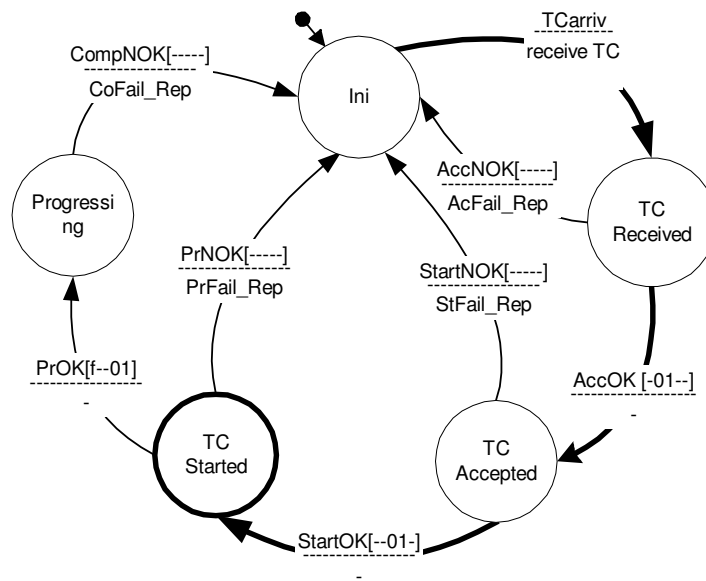 TCarriv
receive TC
CompNOK[-----]
CoFail_Rep
Ini
AccNOK[-----]
AcFail_Rep
Progressi
ng
TC
Received
PrNOK[-----]
PrFail_Rep
StartNOK[-----]
StFail_Rep
PrOK[f--01]
-
AccOK [-01--]
-
TC
Started
TC
Accepted
StartOK[--01-]
-